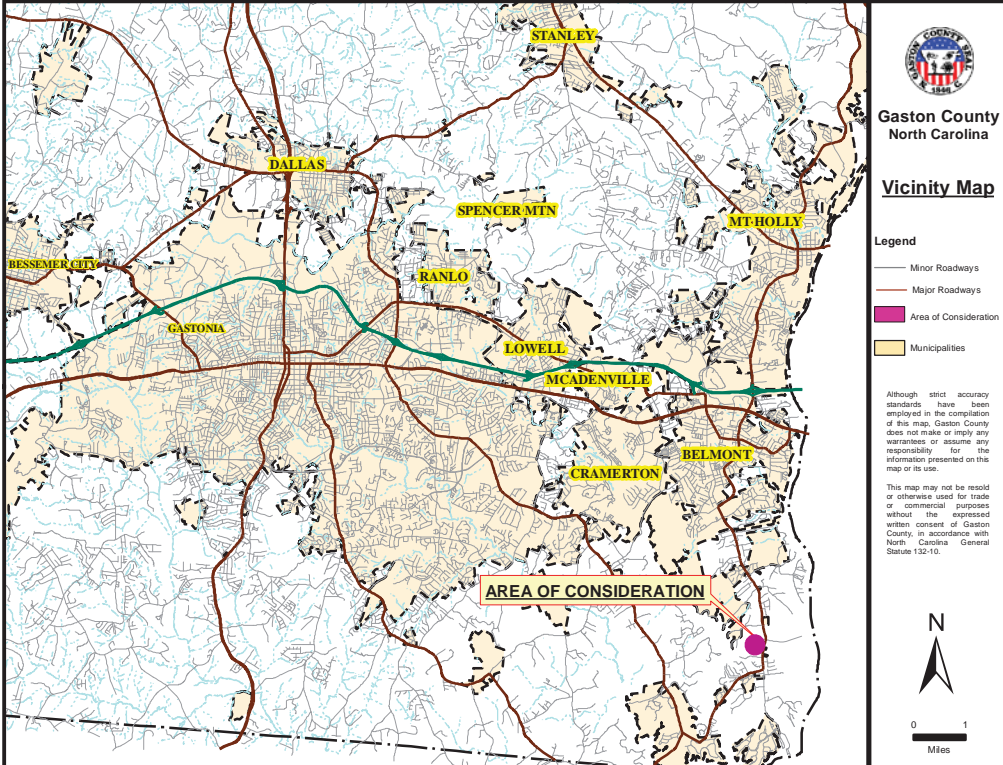 STANLEY
DALLAS
SPENCER MTN
MT HOLLY
BESSEMER CITY
RANLO
GASTONIA
LOWELL
MCADENVILLE
BELMONT
CRAMERTON
AREA OF CONSIDERATION
GASTON COUNTY SEAL
N C
1846
Gaston County
North Carolina
Vicinity Map
Legend
Minor Roadways
Major Roadways
Area of Consideration
Municipalities
Although strict accuracy
standards have been
employed in the compilation
of this map, Gaston County
does not make or imply any
warrantees or assume any
responsibility for the
information presented on this
map or its use.
This map may not be resold
or otherwise used for trade
or commercial purposes
without the expressed
written consent of Gaston
County, in accordance with
North Carolina General
Statute 132-10.
N
0 1
Miles